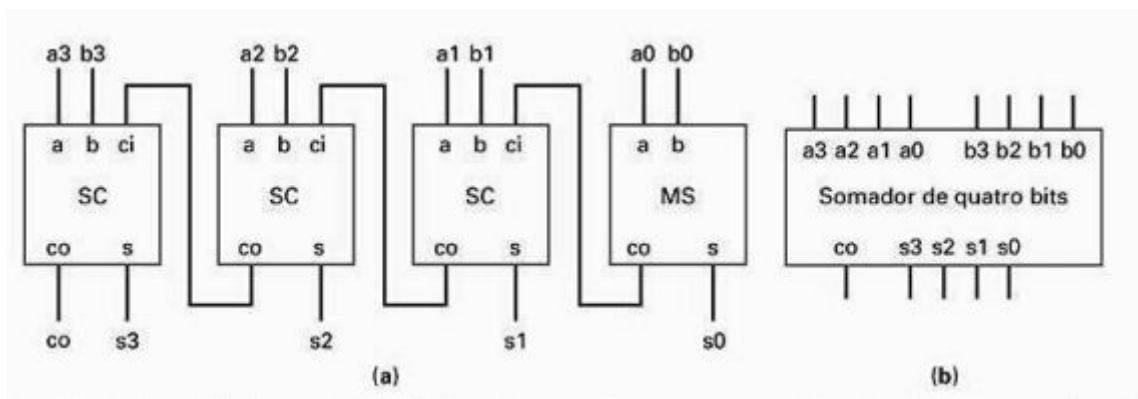 a3 b3 a2 b2 a1 b1 a0 b0
a b ci a b ci a b ci a b
SC SC SC MS
co s co s co s co s
co s3 s2 s1 s0
(a)
a3 a2 a1 a0 b3 b2 b1 b0
Somador de quatro bits
co s3 s2 s1 s0
(b)